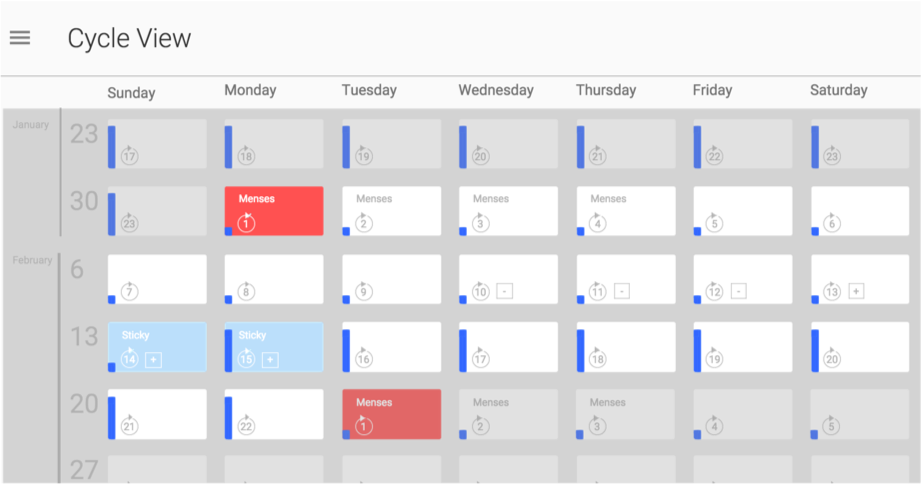 Cycle View
Sunday Monday Tuesday Wednesday Thursday Friday Saturday
January
23
17 18 19 20 21 22 23
30
Menses Menses Menses Menses
23 1 2 3 4 5 6
February
6
7 8 9 10 - 11 - 12 - 13 +
13
Sticky Sticky
14 + 15 + 16 17 18 19 20
20
Menses Menses Menses
21 22 1 2 3 4 5
27